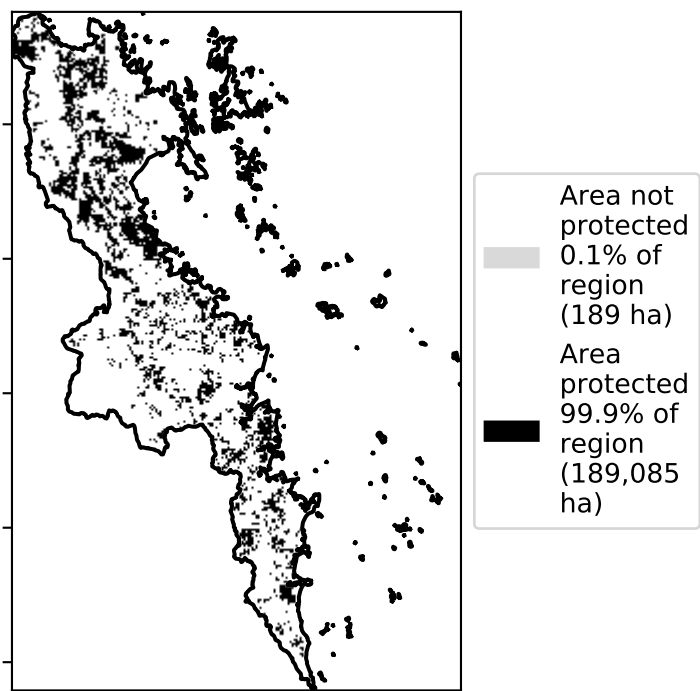 Area not
protected
0.1% of
region
(189 ha)
Area
protected
99.9% of
region
(189,085
ha)